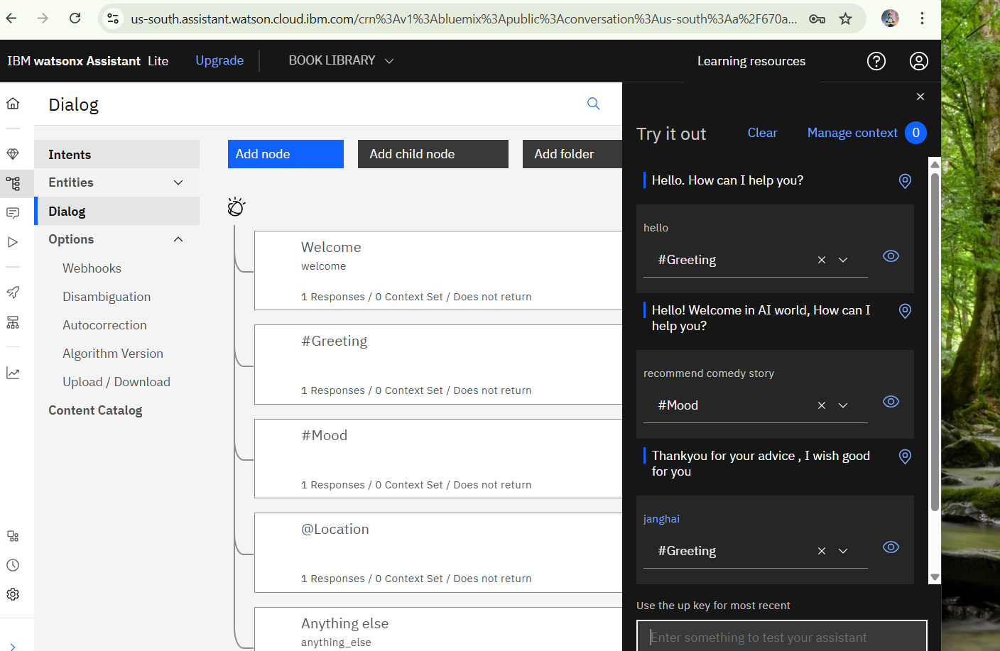 us-south.assistant.watson.cloud.ibm.com/crn%3Av1%3Abluemix%3Apublic%3Aconversation%3Aus-south%3Aa%2F670a...
IBM watsonx Assistant Lite Upgrade BOOK LIBRARY Learning resources
Dialog
Intents
Entities
Dialog
Options
Webhooks
Disambiguation
Autocorrection
Algorithm Version
Upload / Download
Content Catalog
Add node Add child node Add folder
Welcome
welcome
1 Responses / 0 Context Set / Does not return
#Greeting
1 Responses / 0 Context Set / Does not return
#Mood
1 Responses / 0 Context Set / Does not return
@Location
1 Responses / 0 Context Set / Does not return
Anything else
anything_else
Try it out Clear Manage context 0
Hello. How can I help you?
hello
#Greeting
Hello! Welcome in AI world, How can I
help you?
recommend comedy story
#Mood
Thankyou for your advice , I wish good
for you
janghai
#Greeting
Use the up key for most recent
Enter something to test your assistant